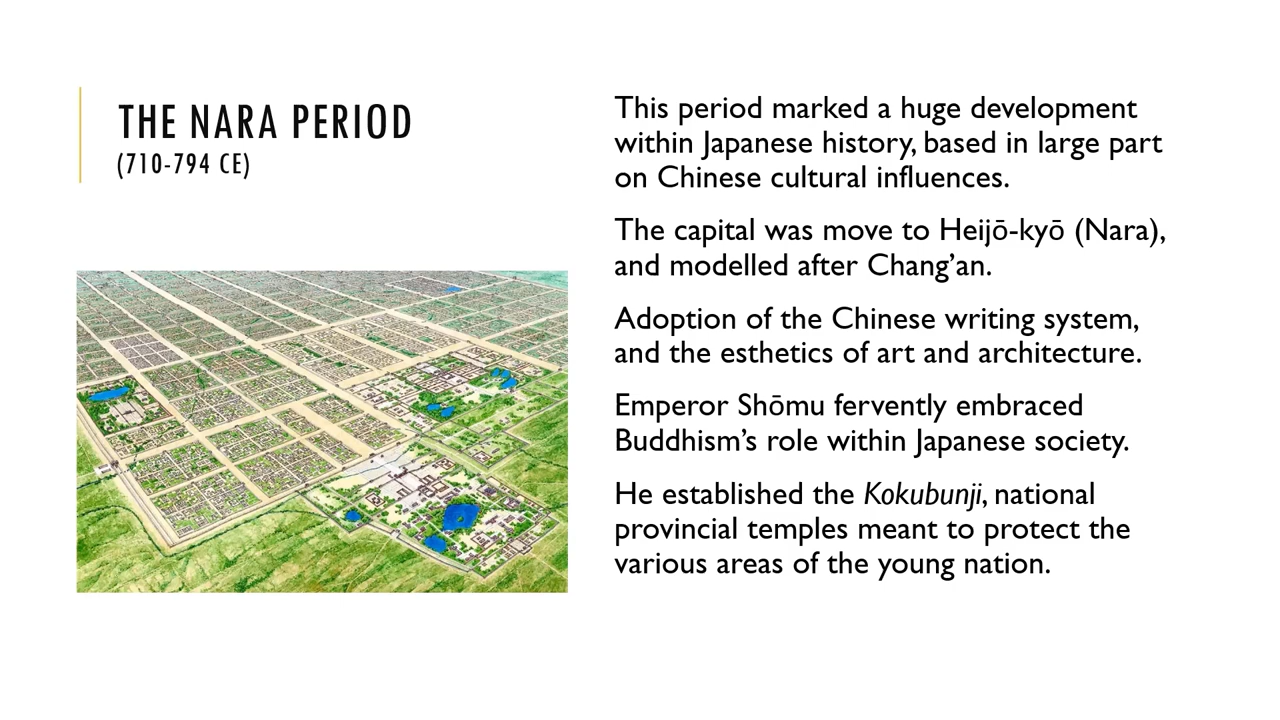 THE NARA PERIOD
(710-794 CE)
This period marked a huge development
within Japanese history, based in large part
on Chinese cultural influences.
The capital was move to Heijō-kyō (Nara),
and modelled after Chang’an.
Adoption of the Chinese writing system,
and the esthetics of art and architecture.
Emperor Shōmu fervently embraced
Buddhism’s role within Japanese society.
He established the Kokubunji, national
provincial temples meant to protect the
various areas of the young nation.